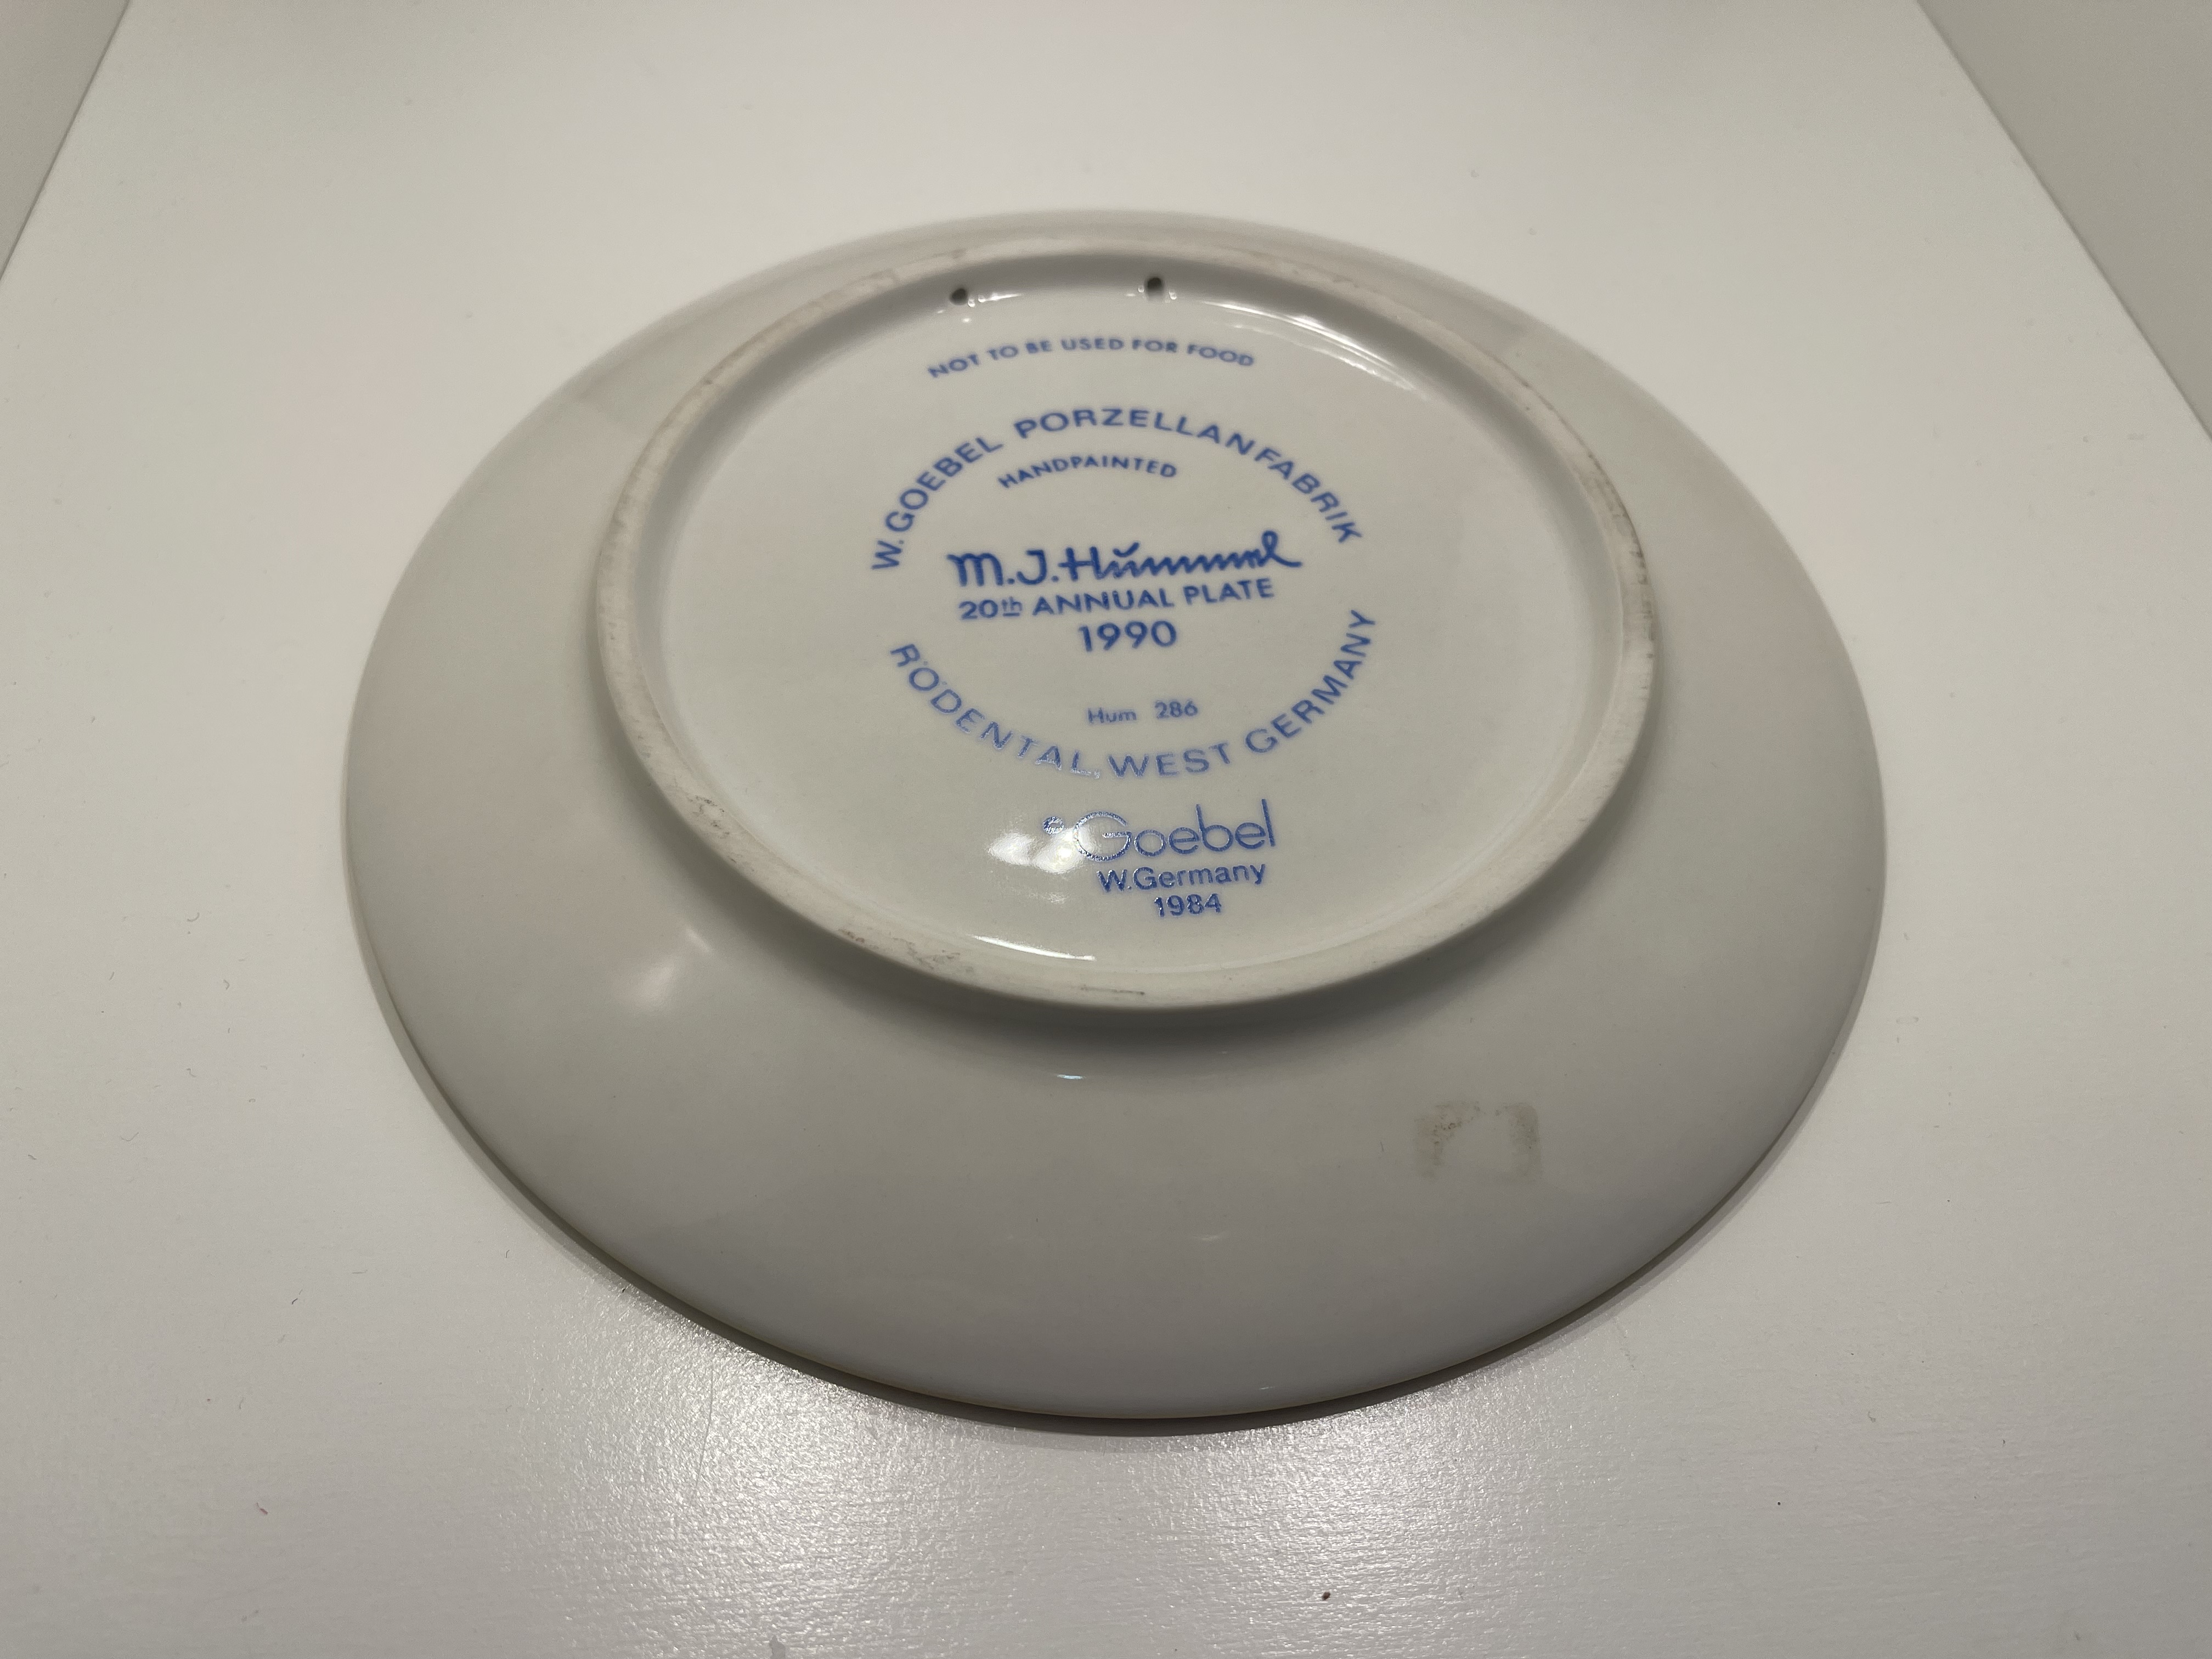 NOT TO BE USED FOR FOOD
W. GOEBEL PORZELLANFABRIK
HANDPAINTED
M.J.Hümmel
20th ANNUAL PLATE
1990
Hum 286
RÖDENTAL, WEST GERMANY
Goebel
W.Germany
1984